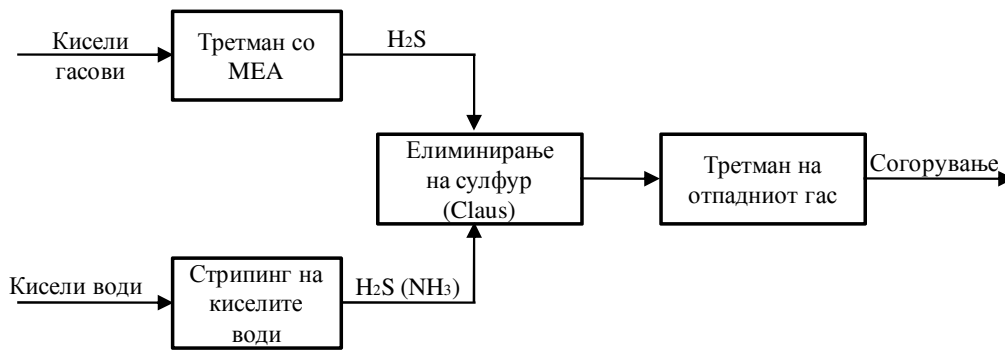 Кисели
гасови
Третман со
МЕА
H2S
Елиминирање
на сулфур
(Claus)
Третман на
отпадниот гас
Согорување
Кисели води
Стрипинг на
киселите
води
H2S (NH3)